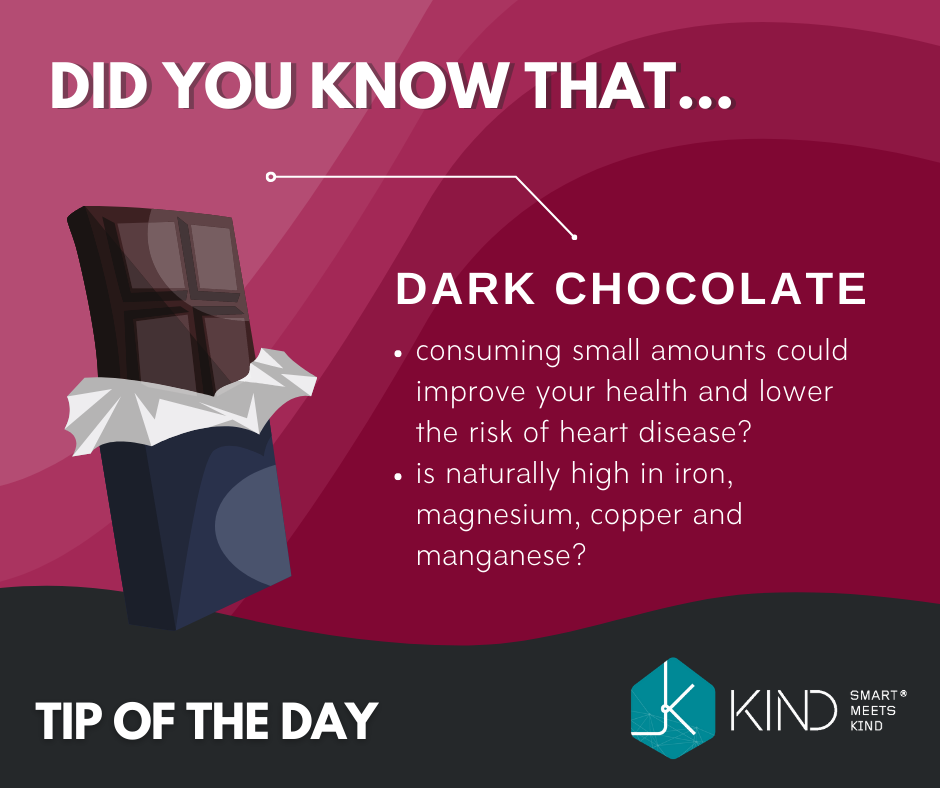 DID YOU KNOW THAT...
DARK CHOCOLATE
• consuming small amounts could
improve your health and lower
the risk of heart disease?
• is naturally high in iron,
magnesium, copper and
manganese?
TIP OF THE DAY
KIND
SMART®
MEETS
KIND